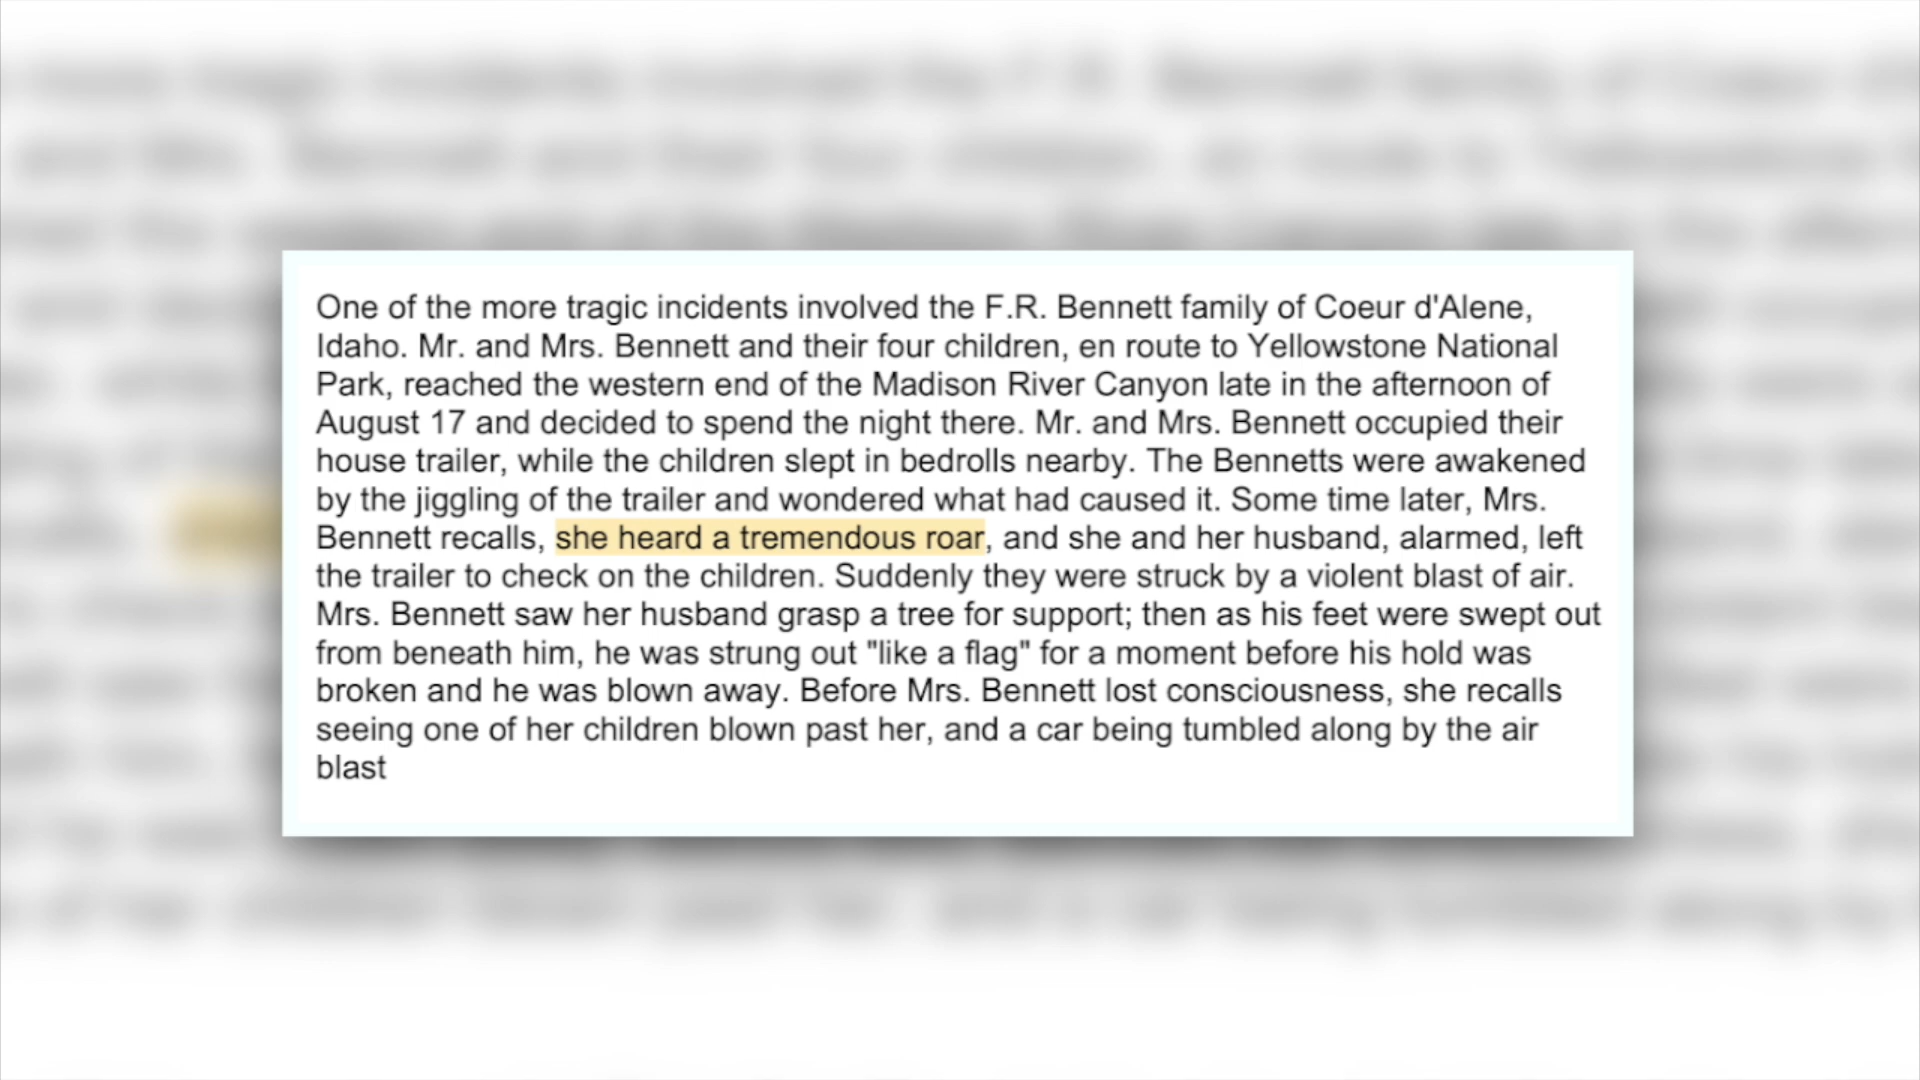 One of the more tragic incidents involved the F.R. Bennett family of Coeur d'Alene,
Idaho. Mr. and Mrs. Bennett and their four children, en route to Yellowstone National
Park, reached the western end of the Madison River Canyon late in the afternoon of
August 17 and decided to spend the night there. Mr. and Mrs. Bennett occupied their
house trailer, while the children slept in bedrolls nearby. The Bennetts were awakened
by the jiggling of the trailer and wondered what had caused it. Some time later, Mrs.
Bennett recalls, she heard a tremendous roar, and she and her husband, alarmed, left
the trailer to check on the children. Suddenly they were struck by a violent blast of air.
Mrs. Bennett saw her husband grasp a tree for support; then as his feet were swept out
from beneath him, he was strung out "like a flag" for a moment before his hold was
broken and he was blown away. Before Mrs. Bennett lost consciousness, she recalls
seeing one of her children blown past her, and a car being tumbled along by the air
blast